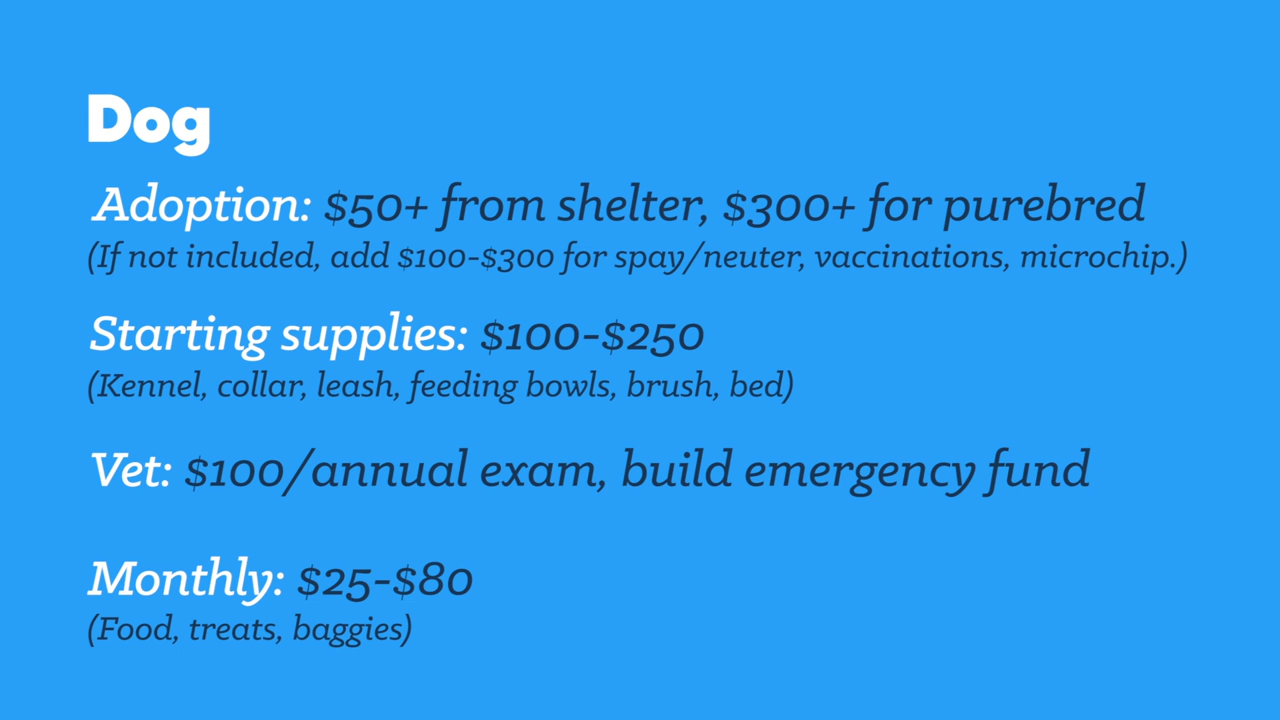 Dog
Adoption: $50+ from shelter, $300+ for purebred
(If not included, add $100-$300 for spay/neuter, vaccinations, microchip.)
Starting supplies: $100-$250
(Kennel, collar, leash, feeding bowls, brush, bed)
Vet: $100/annual exam, build emergency fund
Monthly: $25-$80
(Food, treats, baggies)